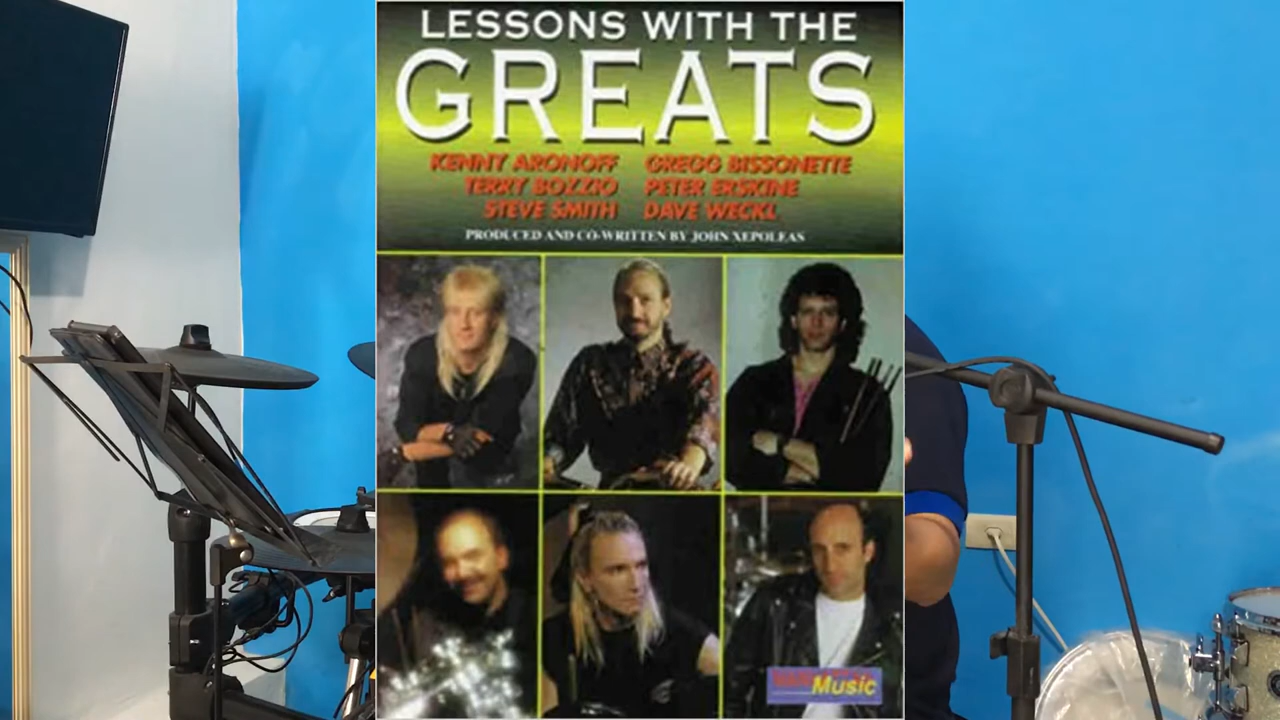 LESSONS WITH THE
GREATS
KENNY ARONOFF GREGG BISSONETTE
TERRY BOZZIO PETER ERSKINE
STEVE SMITH DAVE WECKL
PRODUCED AND CO-WRITTEN BY JOHN XEPOLEAS
Music